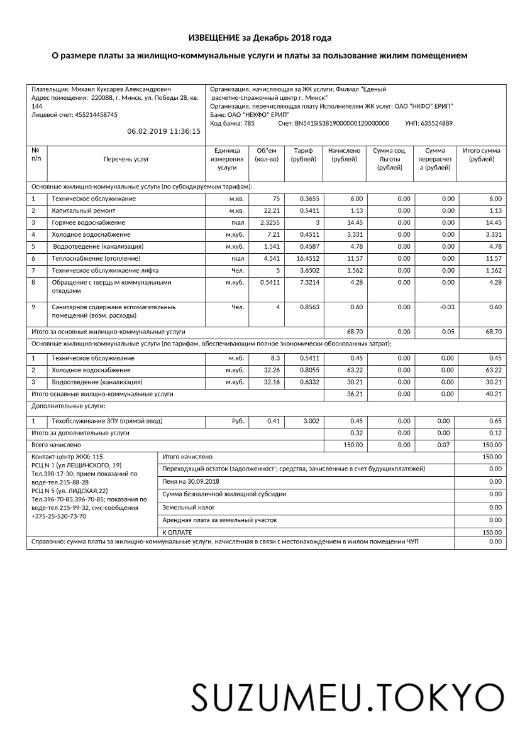 ИЗВЕЩЕНИЕ за Декабрь 2018 года
О размере платы за жилищно-коммунальные услуги и платы за пользование жилим помещением
Плательщик: Михаил Куксарев Александрович
Адрес помещения: 220088, г. Минск, ул. Победы 28, кв.
144
Лицевой счет: 455214458745
06.02.2019 11:36:15
Организация, начисляющая за ЖК услуги: Филиал "Единый
расчетно-справочный центр г. Минск"
Организация, перечисляющая плату Исполнителям ЖК услуг: ОАО "НКФО" ЕРИП"
Банк: ОАО "НЕКФО" ЕРИП"
Код банка: 785 Счет: УНП: 635524889
№ п/п Перечень услуг Единица измерения услуги Об"ем (кол-во) Тариф (рублей) Начислено (рублей) Сумма соц. Льготы (рублей) Сумма перерасчет а (рублей) Итого сумма (рублей)
Основные жилищно-коммунальные услуги (по субсидируемым тарифам):
1 Техническое обслуживание м.кв. 75 0.3655 6.00 0.00 0.00 6.00
2 Капитальный ремонт м.кв. 22.21 0.5411 1.13 0.00 0.00 1.13
3 Горячее водоснабжение гкал 2.3255 3 14.45 0.00 0.00 14.45
4 Холодное водоснабжение м.куб. 7.21 0.4511 3.331 0.00 0.00 3.331
5 Водоотведение (канализация) м.куб. 1.541 0.4587 4.78 0.00 0.00 4.78
6 Теплоснабжение (отопление) гкал 4.541 16.4512 11.57 0.00 0.00 11.57
7 Техническое обслуживание лифта Чел. 5 3.6502 1.562 0.00 0.00 1.562
8 Обращение с твердым коммунальными отходами м.куб. 0.5411 7.3214 4.28 0.00 0.00 4.28
9 Санитарное содержане вспомагательных помещений (возм. расходы) Чел. 4 0.8563 0.60 0.00 -0.03 0.60
Итого за основные жилищно-коммунальные услуги 68.70 0.00 0.05 68.70
Основные жилищно-коммунальные услуги (по тарифам, обеспечивающим полное экономически обоснованных затрат):
1 Техническое обслуживание м.кб. 8.3 0.5411 0.45 0.00 0.00 0.45
2 Холодное водоснабжение м.куб. 32.26 0.8055 63.22 0.00 0.00 63.22
3 Водоотведение (канализация) м.куб. 32.16 0.6332 30.21 0.00 0.00 30.21
Итого основные жилищно-коммунальные услуги 36.21 0.00 0.00 40.21
Дополнительные услуги:
1 Техобслуживание ЗПУ (прямой ввод) Руб. 0.41 3.002 0.45 0.00 0.00 0.65
Итого за дополнительные услуги 0.32 0.00 0.00 0.12
Всего начислено 150.00 0.00 0.07 150.00
Контакт-центр ЖКХ: 115
РСЦ N 1 (ул ЛЕЩИНСКОГО, 19)
Тел.390-17-30; прием показаний по
воде-тел.215-88-28
РСЦ N 5 (ул. ЛИДСКАЯ,22)
Тел.396-70-85,396-70-85; показания по
воде-тел.215-99-32, смс-сообщения
+375-25-520-73-70
Итого начислено 150.00
Переходящий остаток (задолженност; средства, зачисленные в счет будущихплатежей) 0.00
Пеня на 30.09.2018 0.00
Сумма безналичной жилищной субсидии 0.00
Земельный налог 0.00
Арендная плата за земельный участок 0.00
К ОПЛАТЕ 150.00
Справочно; сумма платы за жилищно-коммунальные услуги, начисленная в связи с местонахождением в жилом помещении ЧУП 0.00
SUZUMEU.TOKYO